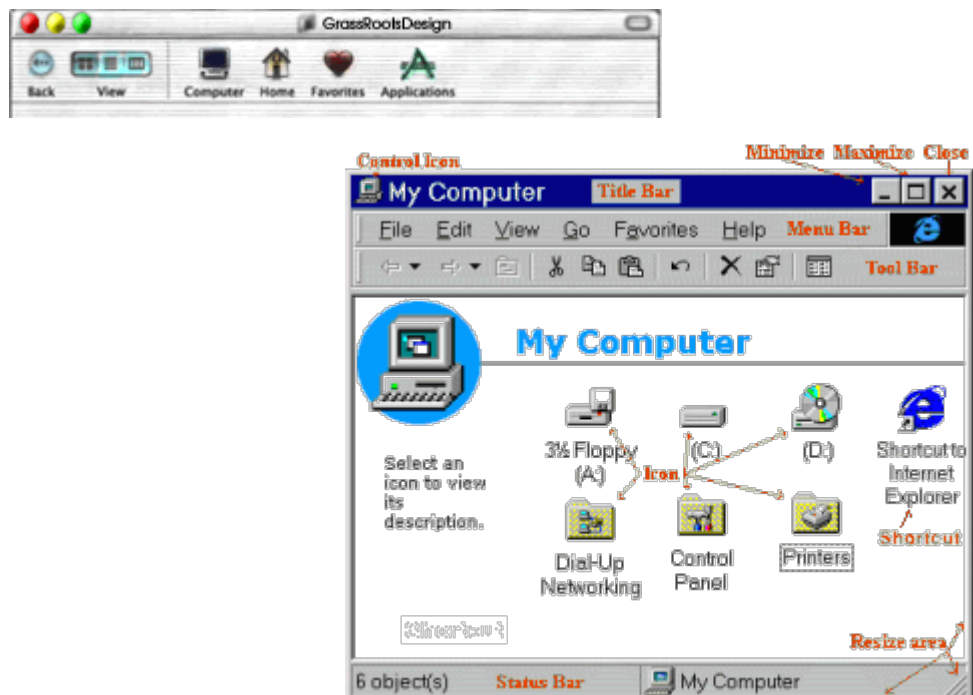 GrassRootsDesign
Back View Computer Home Favorites Applications
Control Icon Minimize Maximize Close
My Computer Title Bar
File Edit View Go Favorites Help Menu Bar
Tool Bar
My Computer
3½ Floppy (A:)
(C:)
(D:)
Shortcut to
Internet
Explorer
Shortcut
Icon
Select an
icon to view
its
description.
Dial-Up
Networking
Control
Panel
Printers
Resize area
6 object(s) Status Bar My Computer